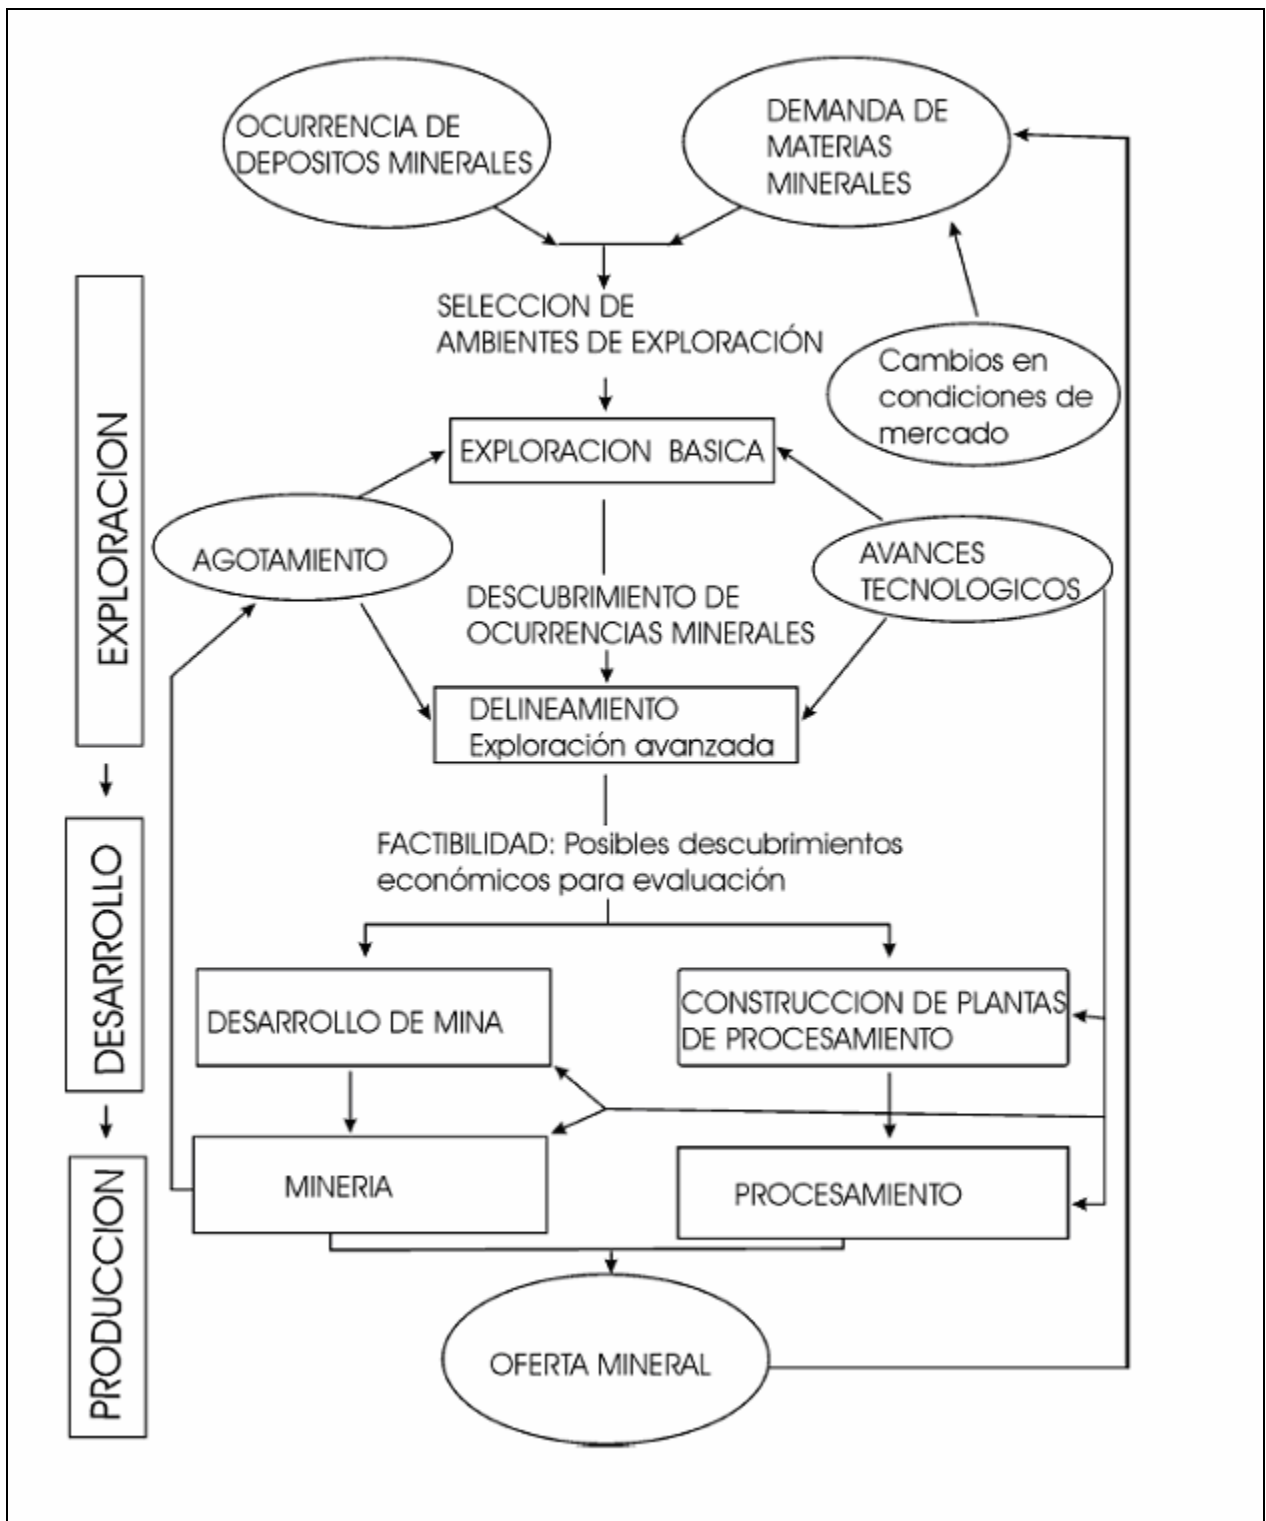 OCURRENCIA DE
DEPOSITOS MINERALES
DEMANDA DE
MATERIAS
MINERALES
SELECCION DE
AMBIENTES DE EXPLORACIÓN
Cambios en
condiciones de
mercado
EXPLORACION
EXPLORACION BASICA
AGOTAMIENTO
AVANCES
TECNOLOGICOS
DESCUBRIMIENTO DE
OCURRENCIAS MINERALES
DELINEAMIENTO
Exploración avanzada
DESARROLLO
FACTIBILIDAD: Posibles descubrimientos
económicos para evaluación
DESARROLLO DE MINA
CONSTRUCCION DE PLANTAS
DE PROCESAMIENTO
PRODUCCION
MINERIA
PROCESAMIENTO
OFERTA MINERAL